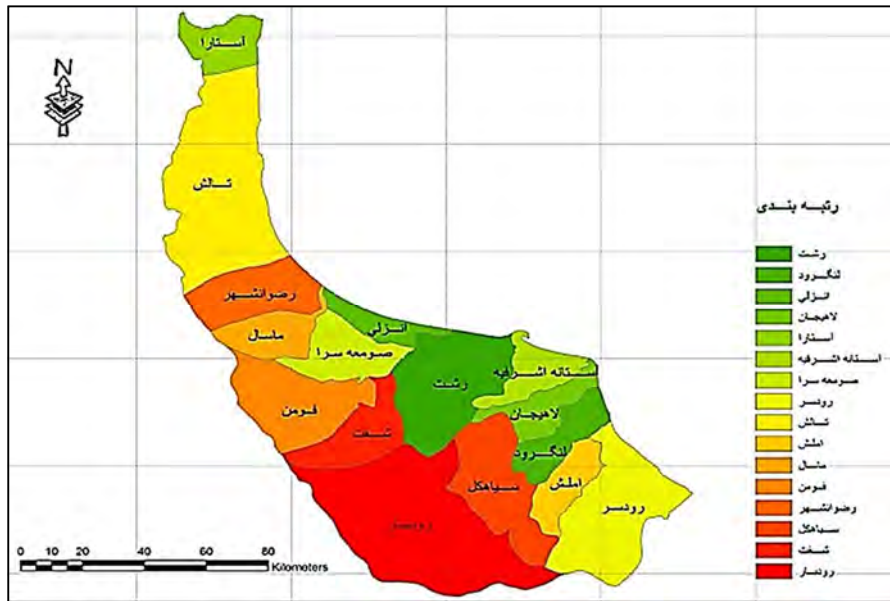 آستارا
N
تالش
رتبه بندی
رضوانشهر
رشت
لنگرود
انزلی
انزلی
لاهیجان
ماسال
آستارا
صومعه سرا
آستانه اشرفیه
ستانه اشرفیه
صومعه سرا
رشت
رودسر
فومن
لاهیجان
تالش
شفت
املش
لنگرود
ماسال
سیاهکل
املش
فومن
رودسر
رضوانشهر
سیاهکل
شفت
رودبار
0 10 20 40 60 80
Kilometers